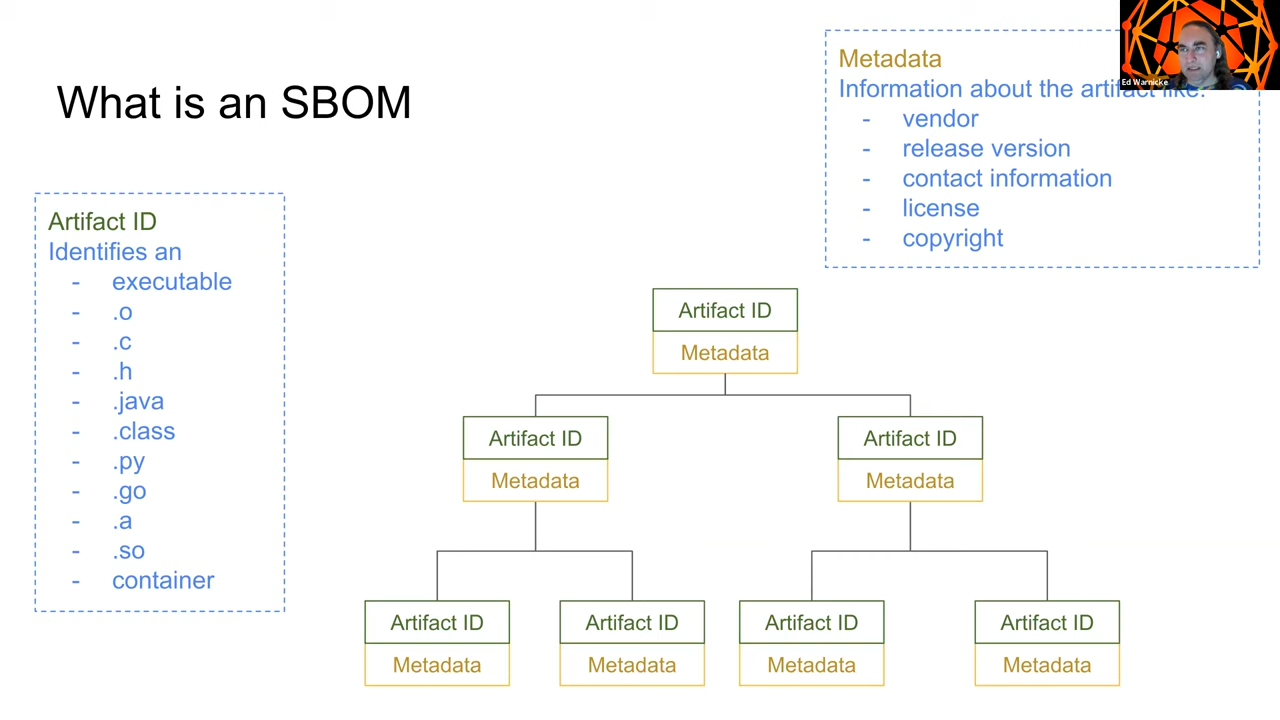 What is an SBOM
Metadata
Information about the artifact like:
- vendor
- release version
- contact information
- license
- copyright
Ed Warnicke
Artifact ID
Identifies an
- executable
- .o
- .c
- .h
- .java
- .class
- .py
- .go
- .a
- .so
- container
Artifact ID
Metadata
Artifact ID
Metadata
Artifact ID
Metadata
Artifact ID
Metadata
Artifact ID
Metadata
Artifact ID
Metadata
Artifact ID
Metadata